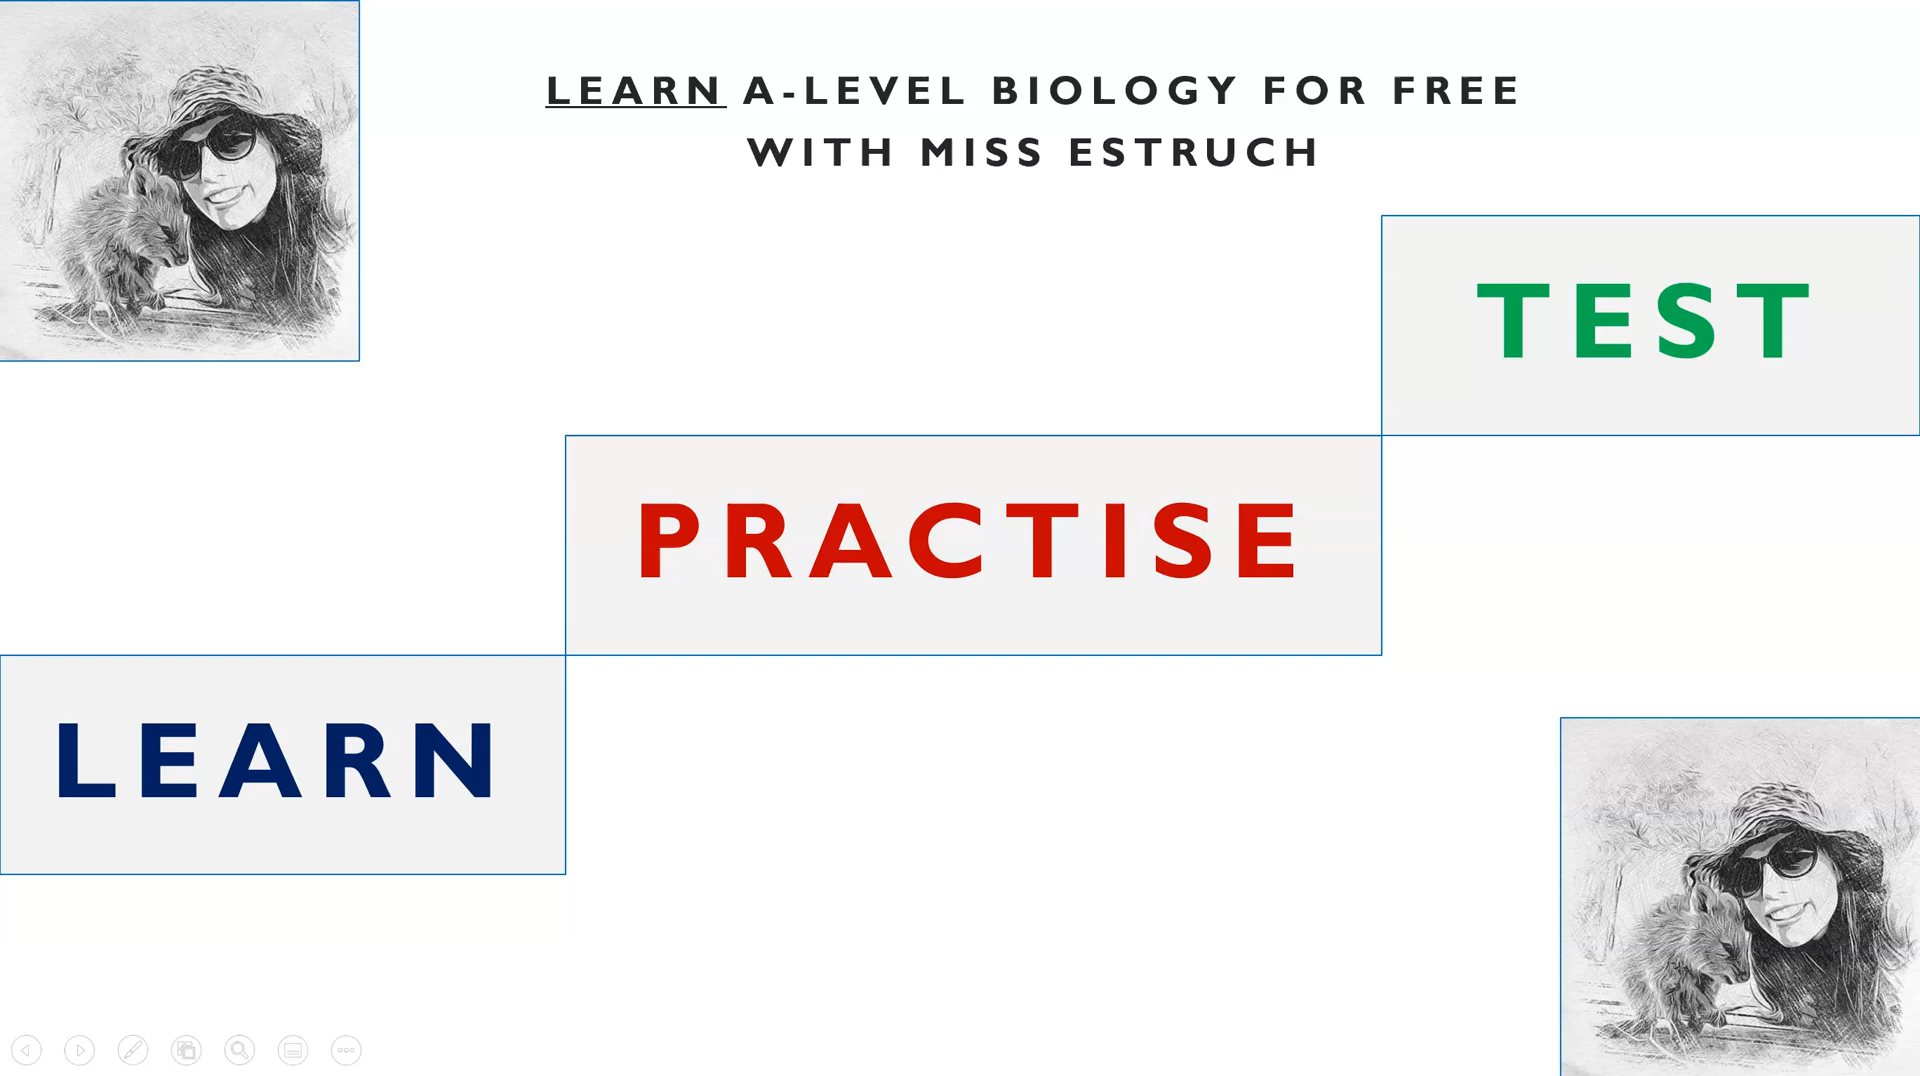 LEARN A-LEVEL BIOLOGY FOR FREE
WITH MISS ESTRUCH
TEST
PRACTISE
LEARN